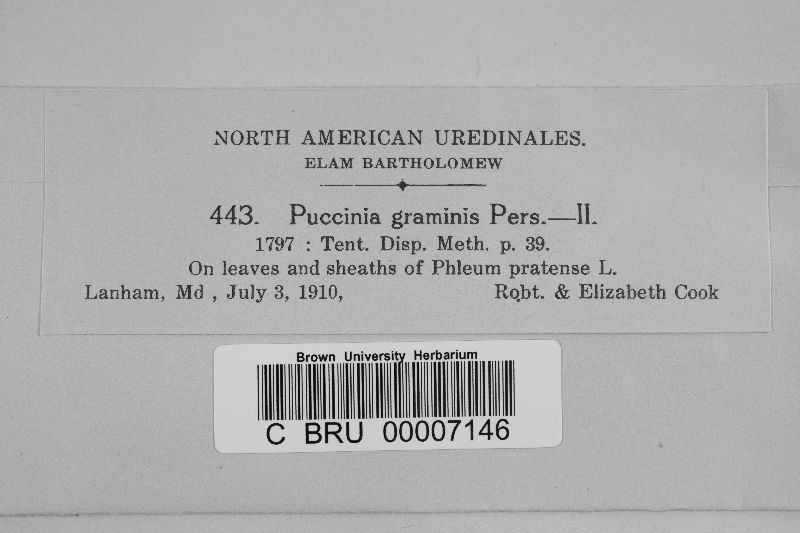 NORTH AMERICAN UREDINALES.
ELAM BARTHOLOMEW
443. Puccinia graminis Pers.—II.
1797 : Tent. Disp. Meth. p. 39.
On leaves and sheaths of Phleum pratense L.
Lanham, Md , July 3, 1910, Robt. & Elizabeth Cook
Brown University Herbarium
C BRU 00007146